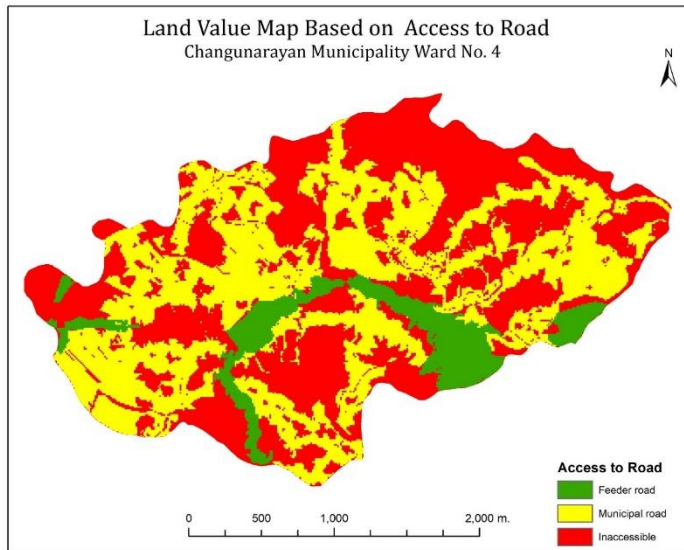 Land Value Map Based on Access to Road
Changunarayan Municipality Ward No. 4
N
Access to Road
Feeder road
Municipal road
Inaccessible
0 500 1,000 2,000 m.